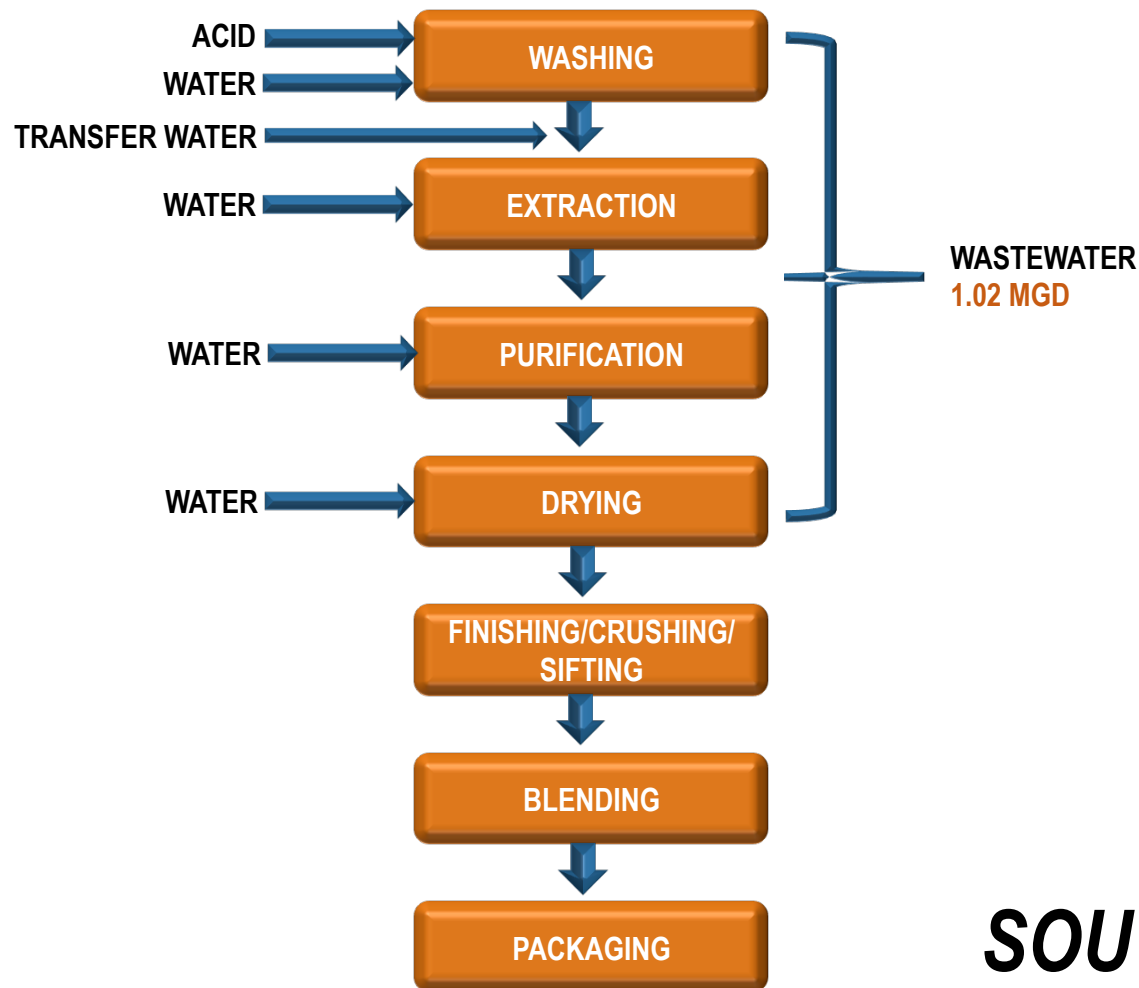 ACID
WASHING
WATER
TRANSFER WATER
WATER
EXTRACTION
WASTEWATER
1.02 MGD
WATER
PURIFICATION
WATER
DRYING
FINISHING/CRUSHING/
SIFTING
BLENDING
PACKAGING
SOU